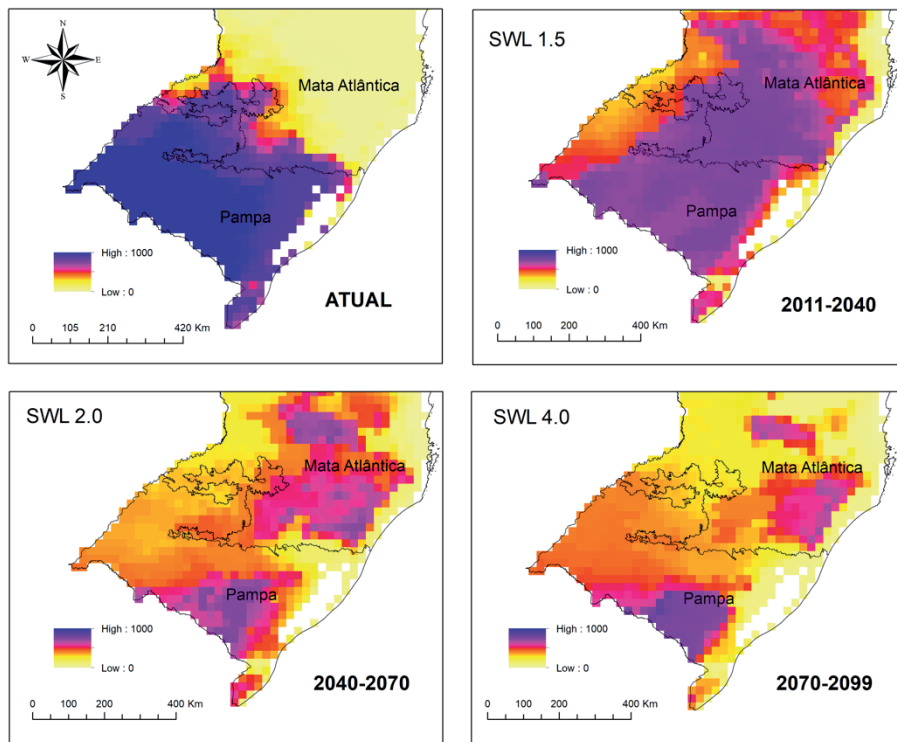 N
W
E
S
Mata Atlântica
Pampa
High : 1000
Low : 0
ATUAL
0 105 210 420 Km
SWL 1.5
Mata Atlântica
Pampa
High : 1000
Low : 0
2011-2040
0 100 200 400 Km
SWL 2.0
Mata Atlântica
Pampa
High : 1000
Low : 0
2040-2070
0 100 200 400 Km
SWL 4.0
Mata Atlântica
Pampa
High : 1000
Low : 0
2070-2099
0 100 200 400 Km